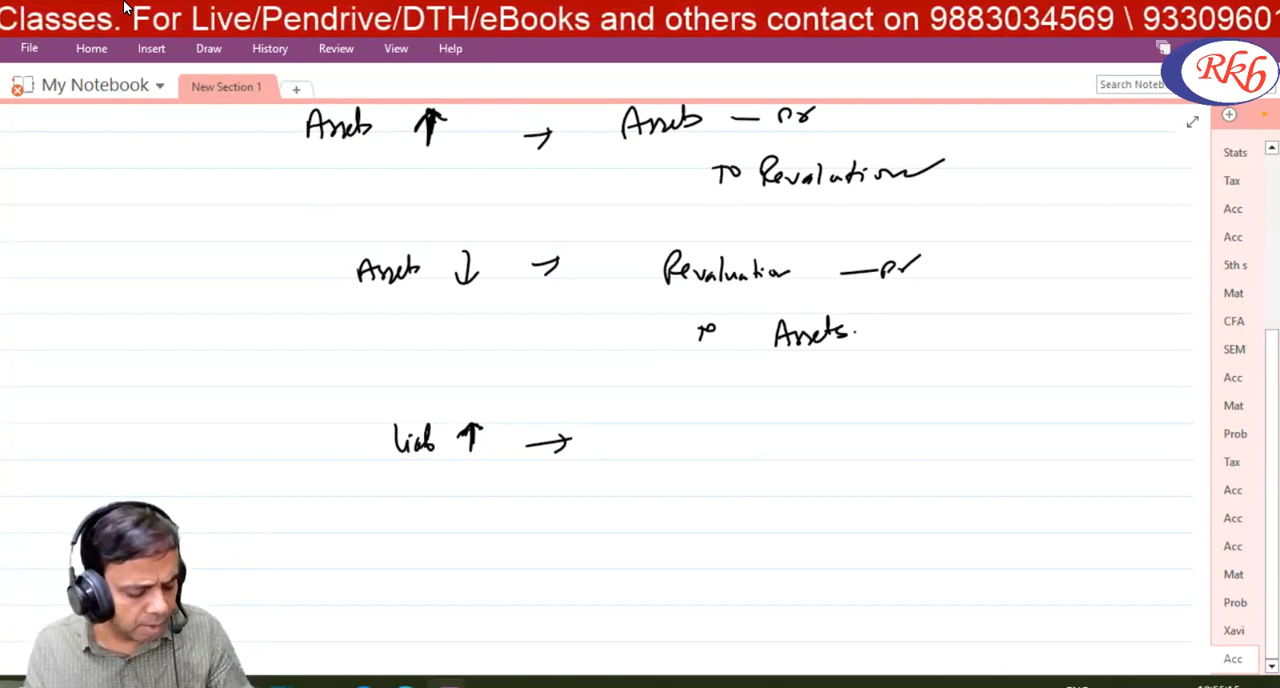 Classes. For Live/Pendrive/DTH/eBooks and others contact on 9883034569 \ 9330960
File Home Insert Draw History Review View Help
Rkb
My Notebook New Section 1 Search Noteb
Assets ↑ → Assets — Dr
To Revaluation
Assets ↓ → Revaluation — Dr
To Assets.
liab ↑ →
Stats
Tax
Acc
Acc
5th s
Mat
CFA
SEM
Acc
Mat
Prob
Tax
Acc
Acc
Acc
Mat
Prob
Xavi
Acc